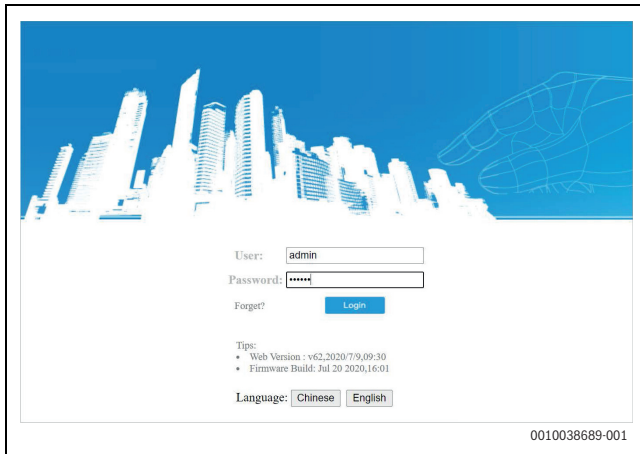 User: admin
Password: ••••••
Forget? Login
Tips:
• Web Version : v62,2020/7/9,09:30
• Firmware Build: Jul 20 2020,16:01
Language: Chinese English
0010038689-001